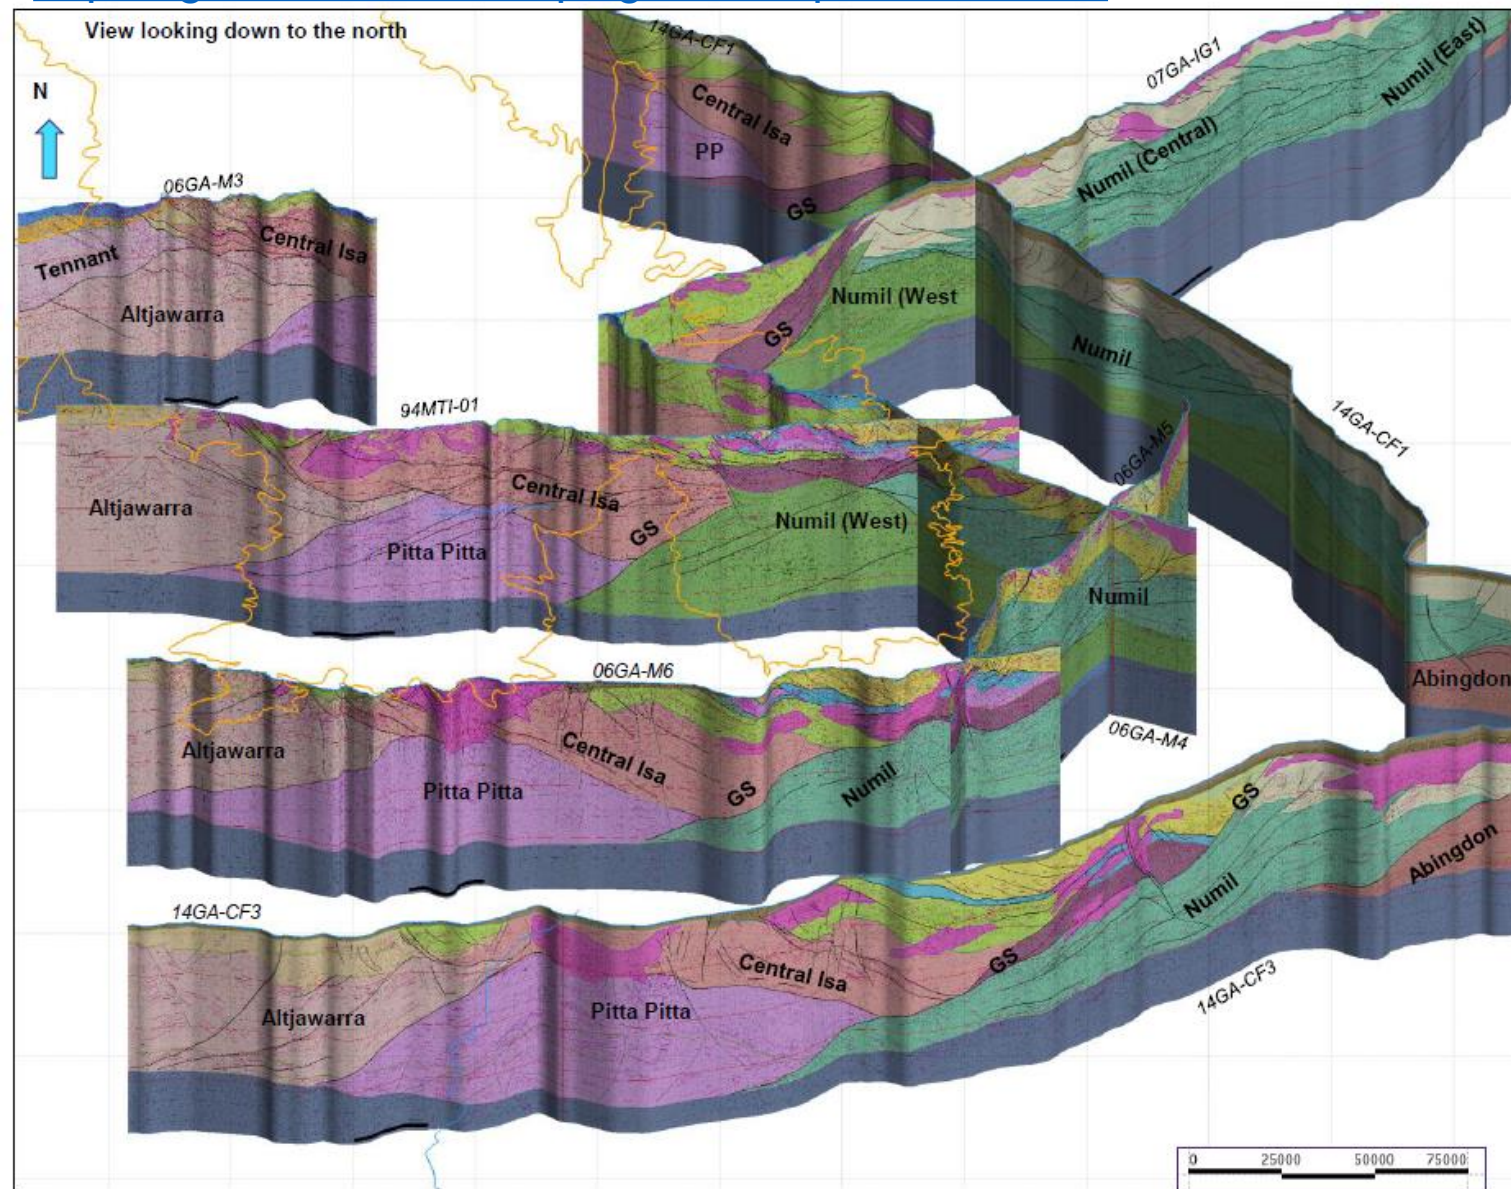 View looking down to the north
N
14GA-CF1
07GA-IG1
Numil (East)
Central Isa
PP
Numil (Central)
GS
06GA-M3
Central Isa
Tennant
Altjawarra
Numil (West
GS
Numil
14GA-CF1
94MTI-01
06GA-M5
Central Isa
Altjawarra
Numil (West)
GS
Pitta Pitta
Numil
06GA-M6
Abingdon
06GA-M4
Altjawarra
Central Isa
Pitta Pitta
GS
Numil
GS
Abingdon
14GA-CF3
Numil
GS
Central Isa
Altjawarra
Pitta Pitta
14GA-CF3
0 25000 50000 75000